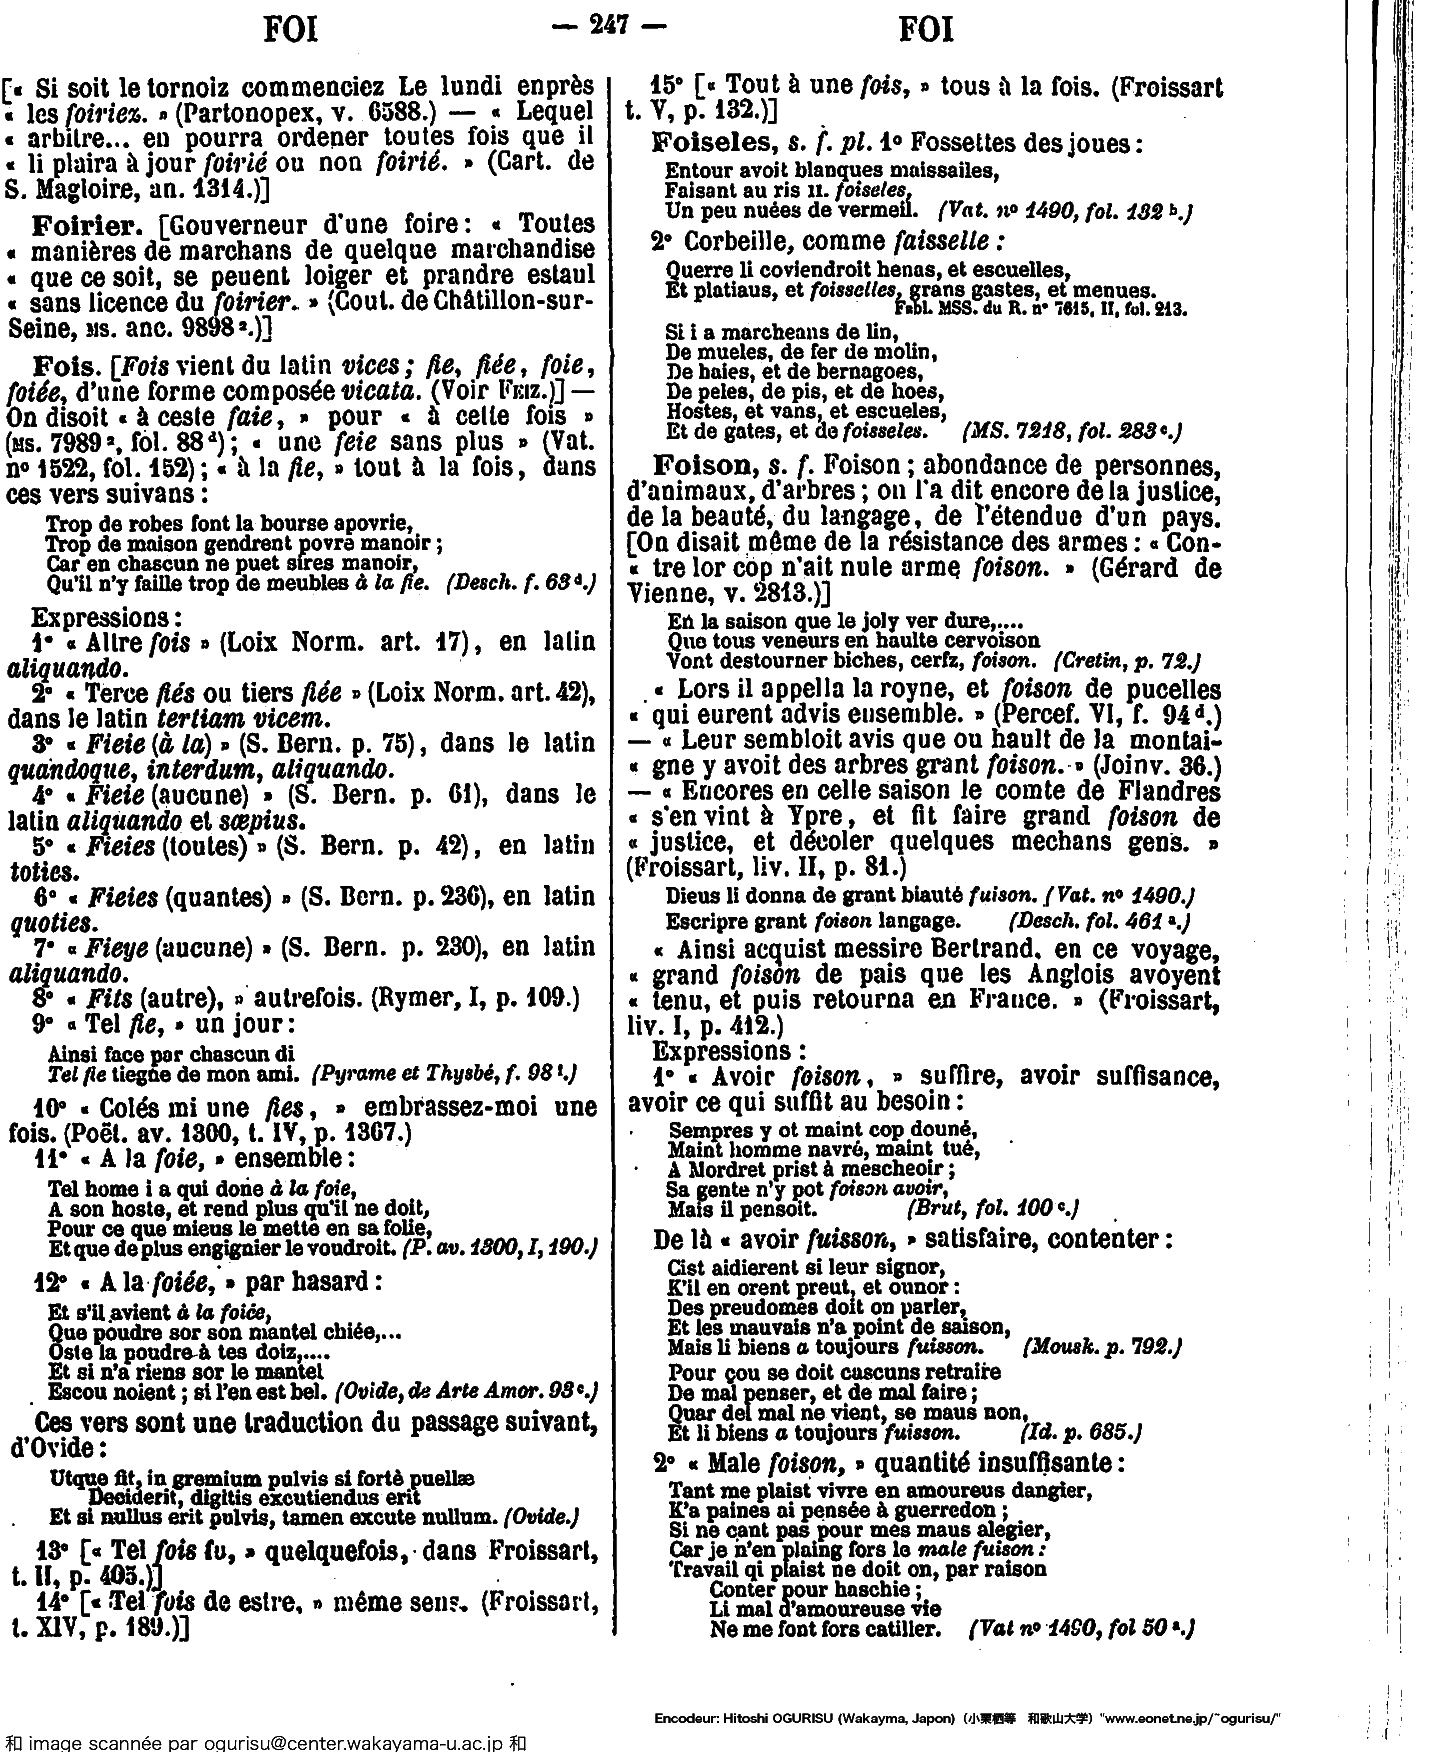 FOI — 247 — FOI
[« Si soit le tornoiz commenciez Le lundi enprès
« les foiriez. » (Partonopex, v. 6588.) — « Lequel
« arbitre... en pourra ordener toutes fois que il
« li plaira à jour foirié ou non foirié. » (Cart. de
S. Magloire, an. 1314.)]
Foirier. [Gouverneur d'une foire : « Toutes
« manières de marchans de quelque marchandise
« que ce soit, se peuent loiger et prandre estaul
« sans licence du foirier. » (Cout. de Châtillon-sur-
Seine, ms. anc. 9898 ².)]
Fois. [Fois vient du latin vices ; fie, fiée, foie,
foiée, d'une forme composée vicata. (Voir Feiz.)] —
On disoit « à ceste faie, » pour « à cette fois »
(ms. 7989 ², fol. 88 ᵈ) ; « une feie sans plus » (Vat.
nº 1522, fol. 152) ; « à la fie, » tout à la fois, dans
ces vers suivans :
Trop de robes font la bourse apovrie,
Trop de maison gendrent povre manoir ;
Car en chascun ne puet sires manoir,
Qu'il n'y faille trop de meubles à la fie. (Desch. f. 63 ᵈ.)
Expressions :
1º « Altre fois » (Loix Norm. art. 17), en latin
aliquando.
2º « Terce fiés ou tiers fiée » (Loix Norm. art. 42),
dans le latin tertiam vicem.
3º « Fieie (à la) » (S. Bern. p. 75), dans le latin
quandoque, interdum, aliquando.
4º « Fieie (aucune) » (S. Bern. p. 61), dans le
latin aliquando et sœpius.
5º « Fieies (toutes) » (S. Bern. p. 42), en latin
toties.
6º « Fieies (quantes) » (S. Bern. p. 236), en latin
quoties.
7º « Fieye (aucune) » (S. Bern. p. 230), en latin
aliquando.
8º « Fits (autre), » autrefois. (Rymer, I, p. 109.)
9º « Tel fie, » un jour :
Ainsi face par chascun di
Tel fie tiegne de mon ami. (Pyrame et Thysbé, f. 98 ᶠ.)
10º « Colés mi une fies, » embrassez-moi une
fois. (Poët. av. 1300, t. IV, p. 1367.)
11º « A la foie, » ensemble :
Tel home i a qui done à la foie,
A son hoste, et rend plus qu'il ne doit,
Pour ce que mieus le mette en sa folie,
Et que de plus engignier le voudroit. (P. av. 1300, I, 190.)
12º « A la foiée, » par hasard :
Et s'il avient à la foiée,
Que poudre sor son mantel chiée,...
Oste la poudre à tes doiz,....
Et si n'a riens sor le mantel
Escou noient ; si l'en est bel. (Ovide, de Arte Amor. 93 ᶜ.)
Ces vers sont une traduction du passage suivant,
d'Ovide :
Utque fit, in gremium pulvis si fortè puellæ
Deciderit, digitis excutiendus erit
Et si nullus erit pulvis, tamen excute nullum. (Ovide.)
13º [« Tel fois fu, » quelquefois, dans Froissart,
t. II, p. 403.)]
14º [« Tel fois de estre, » même sens. (Froissart,
t. XIV, p. 189.)]
15º [« Tout à une fois, » tous à la fois. (Froissart
t. V, p. 132.)]
Foiseles, s. f. pl. 1º Fossettes des joues :
Entour avoit blanques maissailes,
Faisant au ris II. foiseles,
Un peu nuées de vermeil. (Vat. nº 1490, fol. 132 ᵇ.)
2º Corbeille, comme faisselle :
Querre li coviendroit henas, et escuelles,
Et platiaus, et foisselles, grans gastes, et menues.
Fabl. MSS. du R. nº 7615, II, fol. 213.
Si i a marcheans de lin,
De mueles, de fer de molin,
De haies, et de bernagoes,
De peles, de pis, et de hoes,
Hostes, et vans, et escueles,
Et de gates, et de foisseles. (MS. 7218, fol. 283 ᶜ.)
Foison, s. f. Foison ; abondance de personnes,
d'animaux, d'arbres ; on l'a dit encore de la justice,
de la beauté, du langage, de l'étendue d'un pays.
[On disait même de la résistance des armes : « Con-
« tre lor cop n'ait nule arme foison. » (Gérard de
Vienne, v. 2813.)]
En la saison que le joly ver dure,....
Que tous veneurs en haulte cervoison
Vont destourner biches, cerfz, foison. (Cretin, p. 72.)
« Lors il appella la royne, et foison de pucelles
« qui eurent advis ensemble. » (Percef. VI, f. 94 ᵈ.)
— « Leur sembloit avis que ou hault de la montai-
« gne y avoit des arbres grant foison. » (Joinv. 36.)
— « Encores en celle saison le comte de Flandres
« s'en vint à Ypre, et fit faire grand foison de
« justice, et décoler quelques mechans gens. »
(Froissart, liv. II, p. 81.)
Dieus li donna de grant biauté fuison. (Vat. nº 1490.)
Escripre grant foison langage. (Desch. fol. 461 ᵃ.)
« Ainsi acquist messire Bertrand, en ce voyage,
« grand foison de pais que les Anglois avoyent
« tenu, et puis retourna en France. » (Froissart,
liv. I, p. 412.)
Expressions :
1º « Avoir foison, » suffire, avoir suffisance,
avoir ce qui suffit au besoin :
Sempres y ot maint cop douné,
Maint homme navré, maint tué,
A Mordret prist à mescheoir ;
Sa gente n'y pot foison avoir,
Mais il pensoit. (Brut, fol. 100 ᶜ.)
De là « avoir fuisson, » satisfaire, contenter :
Cist aidierent si leur signor,
K'il en orent preut, et ounor :
Des preudomes doit on parler,
Et les mauvais n'a point de saison,
Mais li biens a toujours fuisson. (Mousk. p. 792.)
Pour çou se doit cascuns retraire
De mal penser, et de mal faire ;
Quar del mal ne vient, se maus non,
Et li biens a toujours fuisson. (Id. p. 685.)
2º « Male foison, » quantité insuffisante :
Tant me plaist vivre en amoureus dangier,
K'a paines ai pensée à guerredon ;
Si ne cant pas pour mes maus alegier,
Car je n'en plaing fors le male fuison :
Travail qi plaist ne doit on, par raison
Conter pour haschie ;
Li mal d'amoureuse vie
Ne me font fors catiller. (Vat nº 1490, fol 50 ᵃ.)
Encodeur: Hitoshi OGURISU (Wakayma, Japon) (小栗栖等 和歌山大学) "www.eonet.ne.jp/~ogurisu/"
和 image scannée par ogurisu@center.wakayama-u.ac.jp 和